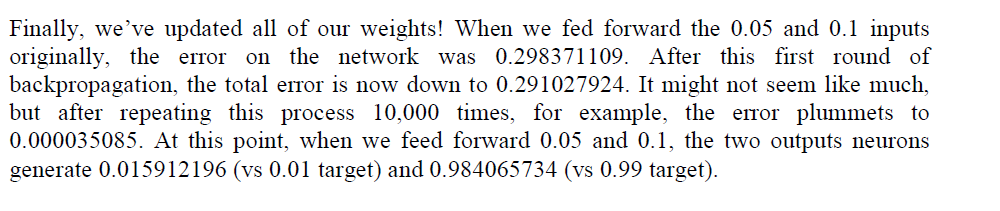 Finally, we’ve updated all of our weights! When we fed forward the 0.05 and 0.1 inputs
originally, the error on the network was 0.298371109. After this first round of
backpropagation, the total error is now down to 0.291027924. It might not seem like much,
but after repeating this process 10,000 times, for example, the error plummets to
0.000035085. At this point, when we feed forward 0.05 and 0.1, the two outputs neurons
generate 0.015912196 (vs 0.01 target) and 0.984065734 (vs 0.99 target).